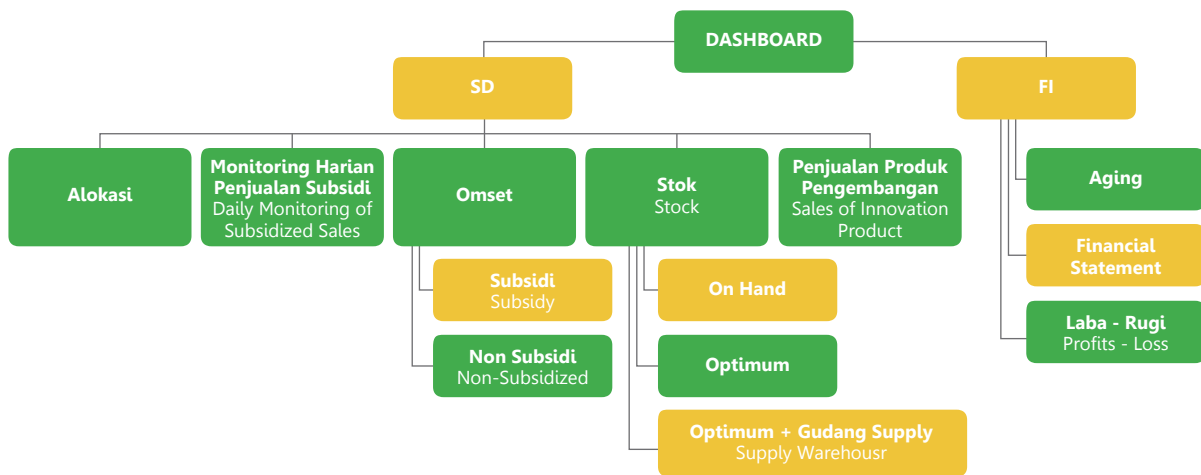 DASHBOARD
SD
FI
Alokasi
Monitoring Harian
Penjualan Subsidi
Daily Monitoring of
Subsidized Sales
Omset
Stok
Stock
Penjualan Produk
Pengembangan
Sales of Innovation
Product
Aging
Subsidi
Subsidy
On Hand
Financial
Statement
Non Subsidi
Non-Subsidized
Optimum
Laba - Rugi
Profits - Loss
Optimum + Gudang Supply
Supply Warehousr